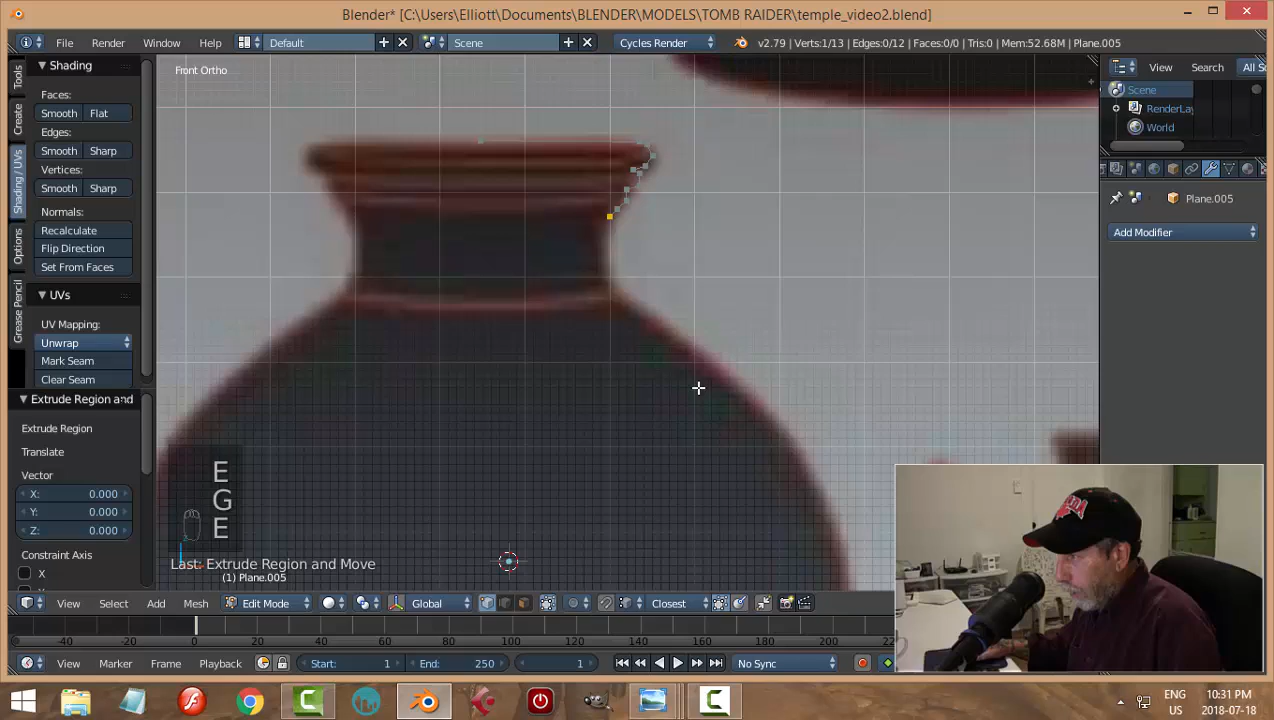 Blender* [C:\Users\Elliott\Documents\BLENDER\MODELS\TOMB RAIDER\temple_video2.blend]
File Render Window Help Default Scene Cycles Render v2.79 | Verts:1/13 | Edges:0/12 | Faces:0/0 | Tris:0 | Mem:52.68M | Plane.005
Tools
Create
Shading / UVs
Options
Grease Pencil
Shading
Faces:
Smooth Flat
Edges:
Smooth Sharp
Vertices:
Smooth Sharp
Normals:
Recalculate
Flip Direction
Set From Faces
UVs
UV Mapping:
Unwrap
Mark Seam
Clear Seam
Extrude Region and
Extrude Region
Translate
Vector
X: 0.000
Y: 0.000
Z: 0.000
Constraint Axis
X
Front Ortho
E
G
E
Last: Extrude Region and Move
(1) Plane.005
View Search All
Scene
RenderLay
World
Plane.005
Add Modifier
View Select Add Mesh Edit Mode Global Closest
-40 -20 0 20 40 60 80 100 120 140 160 180 200
View Marker Frame Playback Start: 1 End: 250 1 No Sync
ENG 10:31 PM
US 2018-07-18